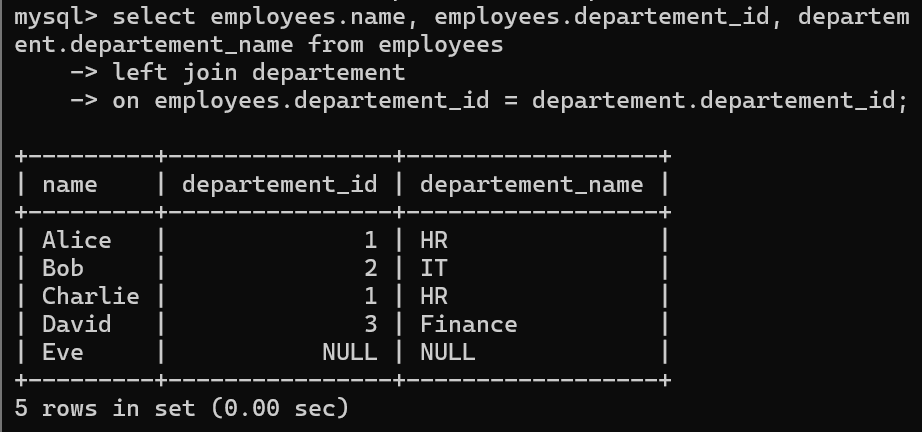 mysql> select employees.name, employees.departement_id, departem
ent.departement_name from employees
    -> left join departement
    -> on employees.departement_id = departement.departement_id;

+---------+----------------+------------------+
| name    | departement_id | departement_name |
+---------+----------------+------------------+
| Alice   |              1 | HR               |
| Bob     |              2 | IT               |
| Charlie |              1 | HR               |
| David   |              3 | Finance          |
| Eve     |           NULL | NULL             |
+---------+----------------+------------------+
5 rows in set (0.00 sec)